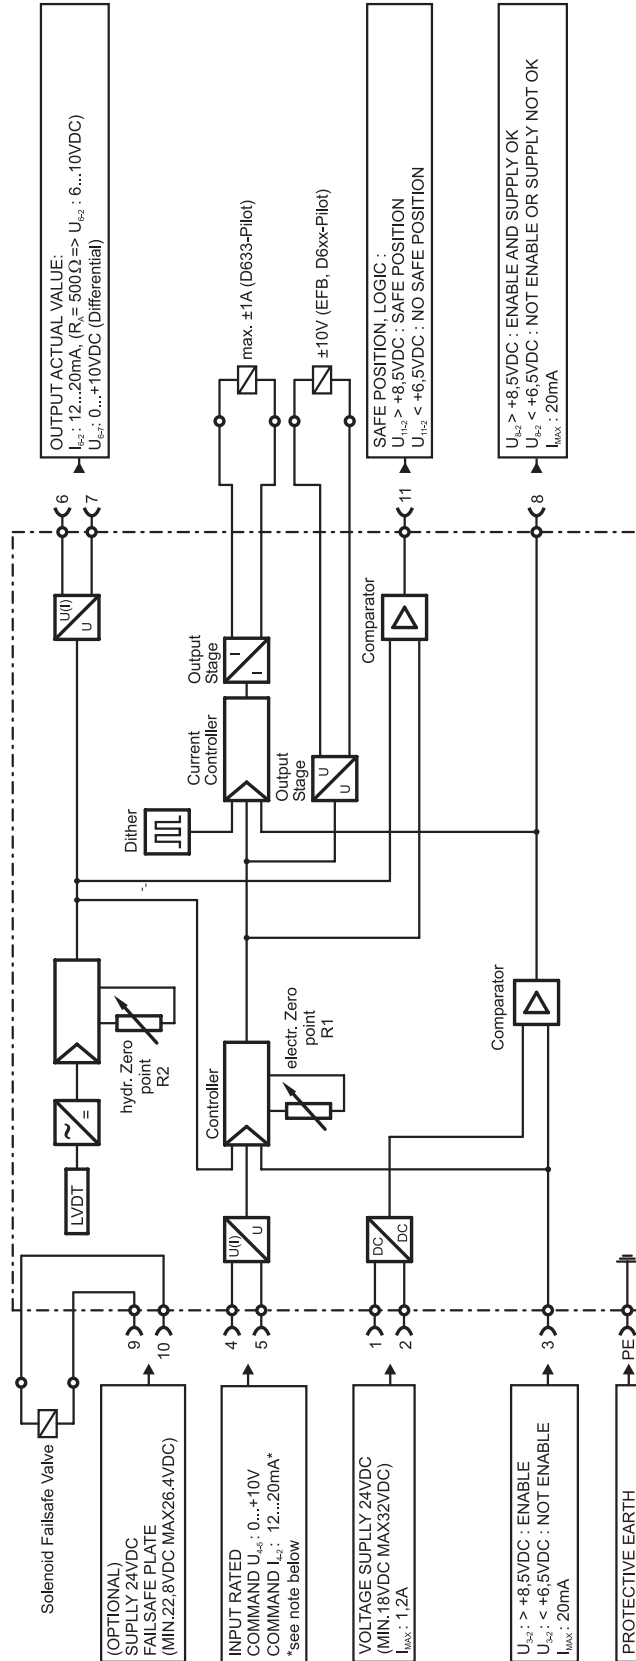 OUTPUT ACTUAL VALUE:
I6-2: 12...20mA, (RA= 500Ω => U6-2 : 6...10VDC)
U6-7: 0...+10VDC (Differential)
6
7
U(I)
U
max. ±1A (D633-Pilot)
±10V (EFB, D6xx-Pilot)
SAFE POSITION, LOGIC :
U11-2 > +8,5VDC : SAFE POSITION
U11-2 < +6,5VDC : NO SAFE POSITION
11
U8-2 > +8,5VDC : ENABLE AND SUPPLY OK
U8-2 < +6,5VDC : NOT ENABLE OR SUPPLY NOT OK
IMAX : 20mA
8
Output
Stage
I
I
Current
Controller
Dither
Output
Stage
U
U
Comparator
hydr. Zero
point
R2
~
=
LVDT
Controller
electr. Zero
point
R1
Comparator
U(I)
U
DC
DC
Solenoid Failsafe Valve
9
10
4
5
1
2
3
PE
(OPTIONAL)
SUPLLY 24VDC
FAILSAFE PLATE
(MIN.22,8VDC MAX26.4VDC)
INPUT RATED
COMMAND U4-5 : 0...+10V
COMMAND I4-2 : 12...20mA*
*see note below
VOLTAGE SUPLLY 24VDC
(MIN.18VDC MAX32VDC)
IMAX : 1,2A
U3-2 : > +8,5VDC : ENABLE
U3-2 : < +6,5VDC : NOT ENABLE
IMAX : 20mA
PROTECTIVE EARTH